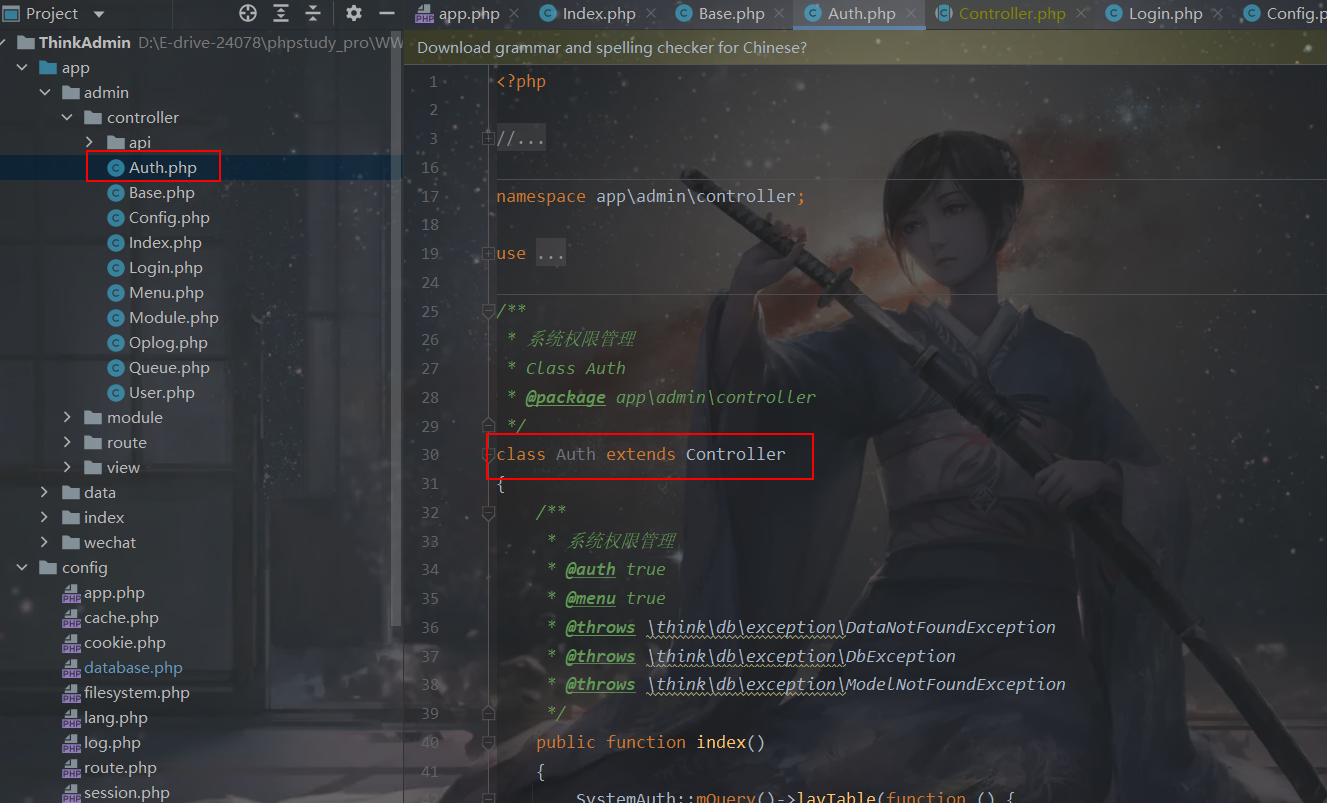 Project
ThinkAdmin D:\E-drive-24078\phpstudy_pro\WW
app
admin
controller
api
Auth.php
Base.php
Config.php
Index.php
Login.php
Menu.php
Module.php
Oplog.php
Queue.php
User.php
module
route
view
data
index
wechat
config
app.php
cache.php
cookie.php
database.php
filesystem.php
lang.php
log.php
route.php
session.php
app.php Index.php Base.php Auth.php Controller.php Login.php Config.p
Download grammar and spelling checker for Chinese?
1 <?php
2
3 //...
16
17 namespace app\admin\controller;
18
19 use ...
24
25 /**
26 * 系统权限管理
27 * Class Auth
28 * @package app\admin\controller
29 */
30 class Auth extends Controller
31 {
32 /**
33 * 系统权限管理
34 * @auth true
35 * @menu true
36 * @throws \think\db\exception\DataNotFoundException
37 * @throws \think\db\exception\DbException
38 * @throws \think\db\exception\ModelNotFoundException
39 */
40 public function index()
41 {
SystemAuth::mQuery()->layTable(function () {